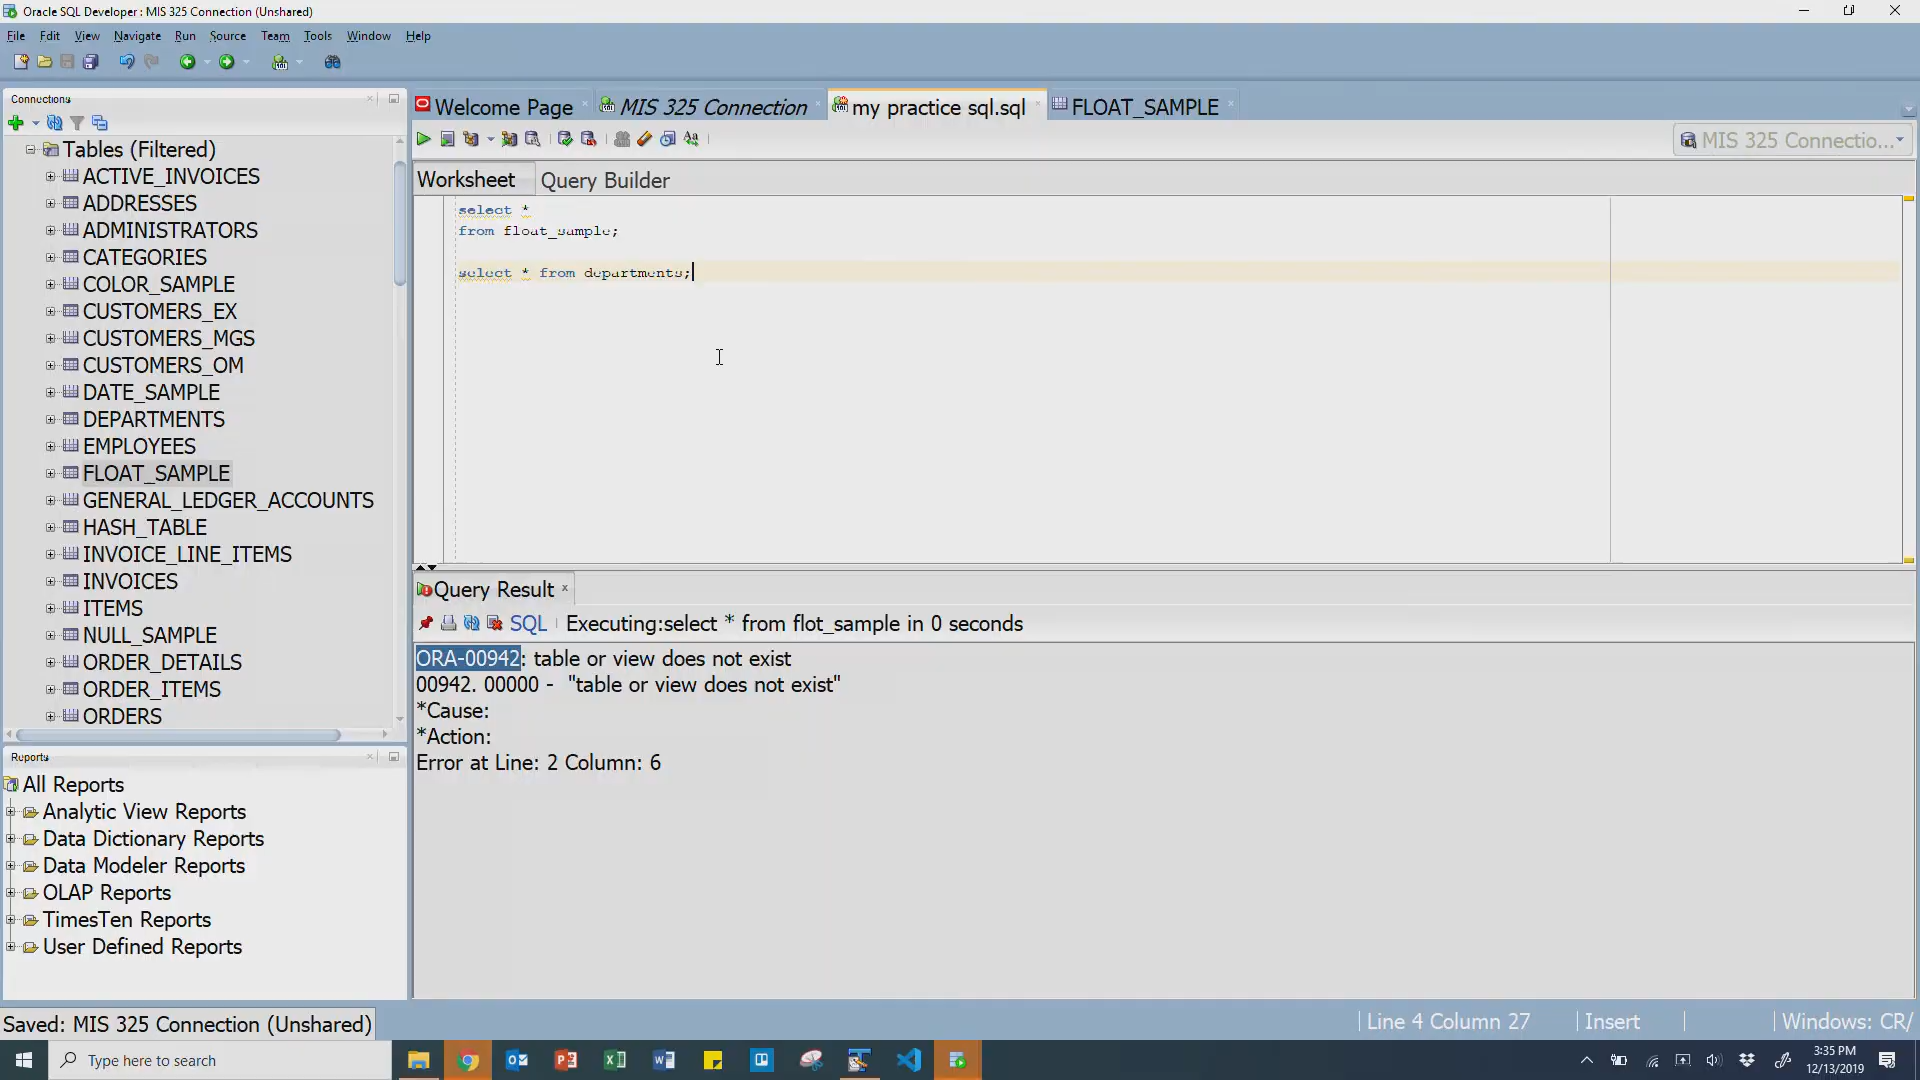 Oracle SQL Developer : MIS 325 Connection (Unshared)
File Edit View Navigate Run Source Team Tools Window Help
Connections
Tables (Filtered)
ACTIVE_INVOICES
ADDRESSES
ADMINISTRATORS
CATEGORIES
COLOR_SAMPLE
CUSTOMERS_EX
CUSTOMERS_MGS
CUSTOMERS_OM
DATE_SAMPLE
DEPARTMENTS
EMPLOYEES
FLOAT_SAMPLE
GENERAL_LEDGER_ACCOUNTS
HASH_TABLE
INVOICE_LINE_ITEMS
INVOICES
ITEMS
NULL_SAMPLE
ORDER_DETAILS
ORDER_ITEMS
ORDERS
Reports
All Reports
Analytic View Reports
Data Dictionary Reports
Data Modeler Reports
OLAP Reports
TimesTen Reports
User Defined Reports
Welcome Page MIS 325 Connection my practice sql.sql FLOAT_SAMPLE
MIS 325 Connectio...
Worksheet Query Builder
select *
from float_sample;
select * from departments;
Query Result
SQL Executing:select * from flot_sample in 0 seconds
ORA-00942: table or view does not exist
00942. 00000 - "table or view does not exist"
*Cause:
*Action:
Error at Line: 2 Column: 6
Saved: MIS 325 Connection (Unshared)
Line 4 Column 27 Insert Windows: CR/
Type here to search
3:35 PM
12/13/2019